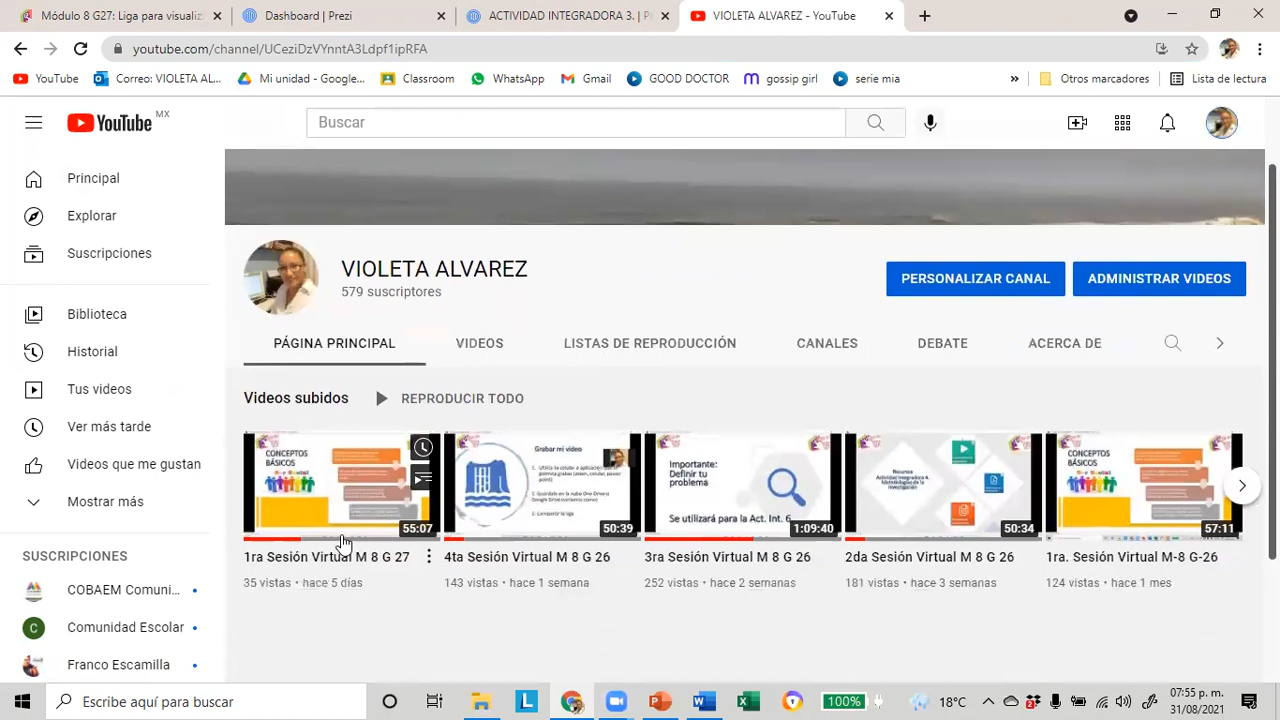 Módulo 8 G27: Liga para visualiz
Dashboard | Prezi
ACTIVIDAD INTEGRADORA 3. | P
VIOLETA ALVAREZ - YouTube
youtube.com/channel/UCeziDzVYnntA3Ldpf1ipRFA
YouTube
Correo: VIOLETA AL...
Mi unidad - Google...
Classroom
WhatsApp
Gmail
GOOD DOCTOR
gossip girl
serie mia
»
Otros marcadores
Lista de lectura
YouTube MX
Buscar
Principal
Explorar
Suscripciones
Biblioteca
Historial
Tus videos
Ver más tarde
Videos que me gustan
Mostrar más
SUSCRIPCIONES
COBAEM Comuni...
C Comunidad Escolar
Franco Escamilla
VIOLETA ALVAREZ
579 suscriptores
PERSONALIZAR CANAL
ADMINISTRAR VIDEOS
PÁGINA PRINCIPAL
VIDEOS
LISTAS DE REPRODUCCIÓN
CANALES
DEBATE
ACERCA DE
Videos subidos
REPRODUCIR TODO
CONCEPTOS
BÁSICOS
55:07
1ra Sesión Virtual M 8 G 27
35 vistas • hace 5 días
Grabar mi video
50:39
4ta Sesión Virtual M 8 G 26
143 vistas • hace 1 semana
Importante:
Definir tu
problema
Se utilizará para la Act. Int. 6
1:09:40
3ra Sesión Virtual M 8 G 26
252 vistas • hace 2 semanas
Recursos
Actividad Integradora 4.
Metodologías de la
Investigación
50:34
2da Sesión Virtual M 8 G 26
181 vistas • hace 3 semanas
CONCEPTOS
BÁSICOS
57:11
1ra. Sesión Virtual M-8 G-26
124 vistas • hace 1 mes
Escribe aquí para buscar
100%
18°C
07:35 p. m.
31/08/2021